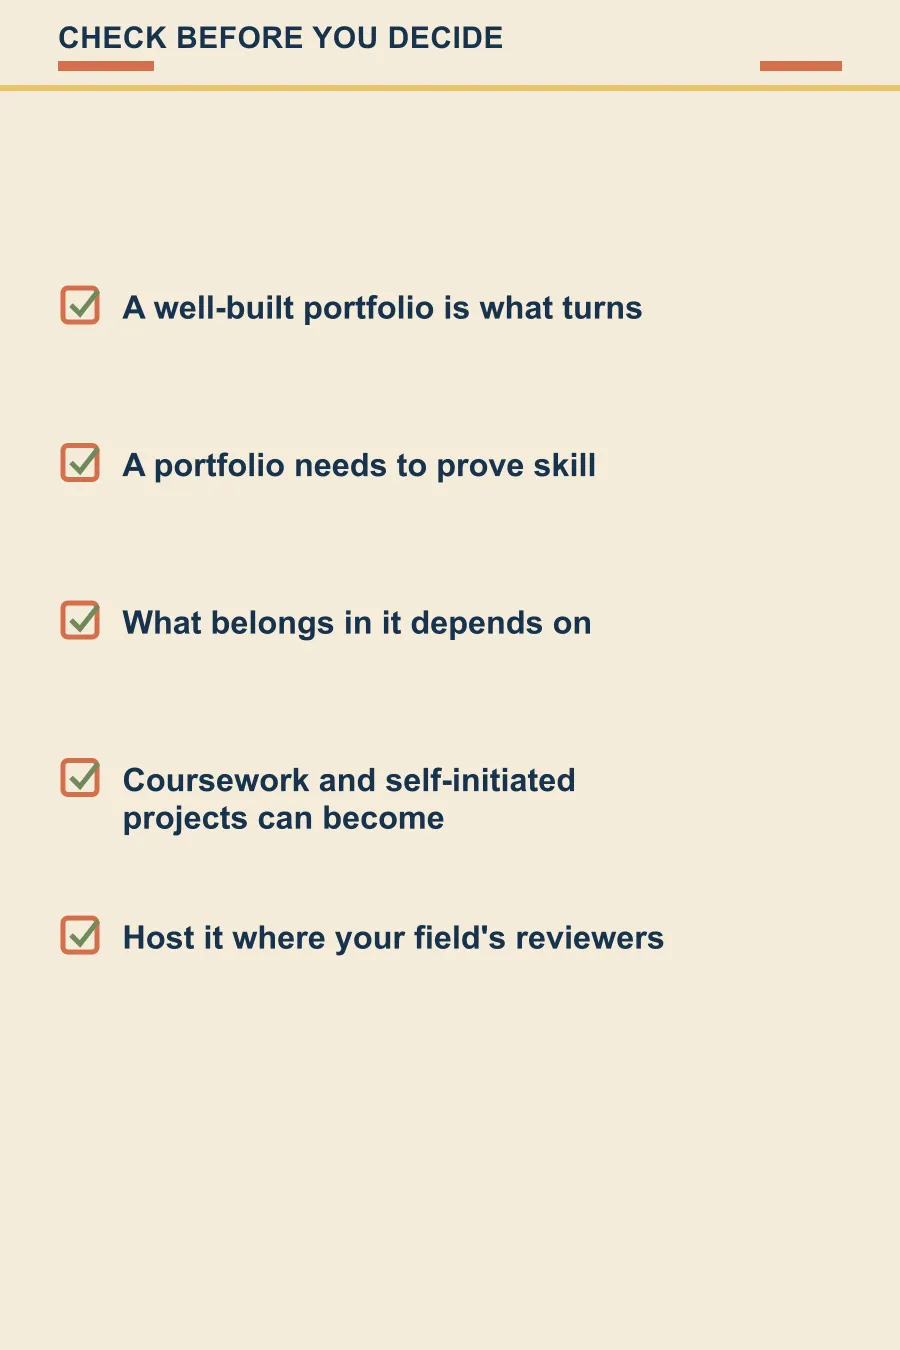 CHECK BEFORE YOU DECIDE
A well-built portfolio is what turns
A portfolio needs to prove skill
What belongs in it depends on
Coursework and self-initiated
projects can become
Host it where your field's reviewers